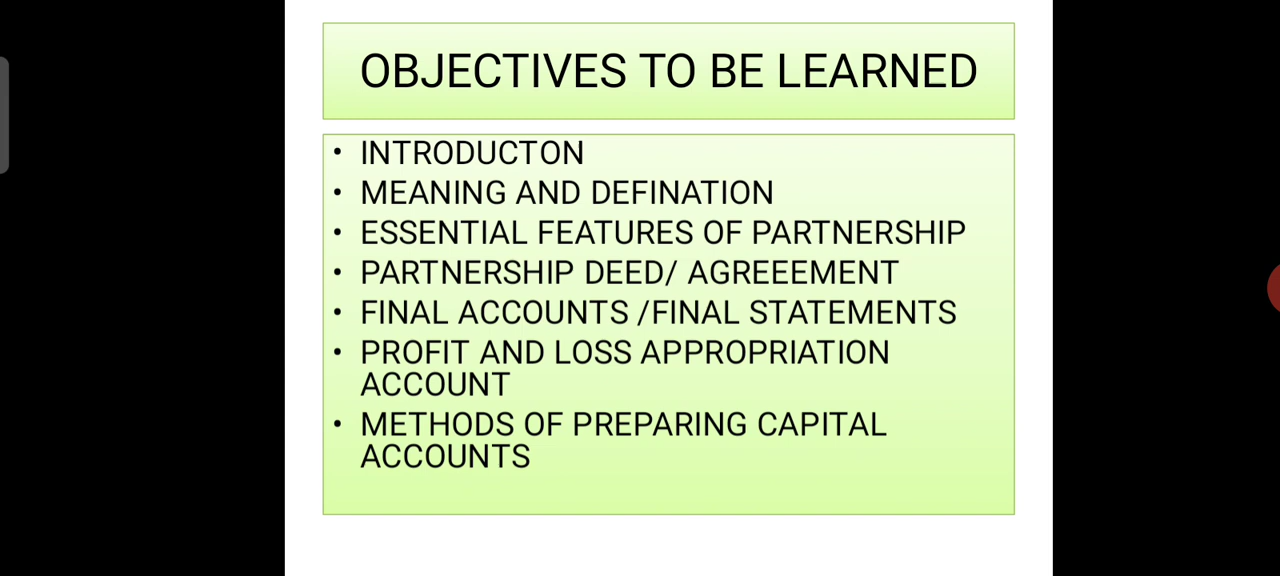 OBJECTIVES TO BE LEARNED
• INTRODUCTON
• MEANING AND DEFINATION
• ESSENTIAL FEATURES OF PARTNERSHIP
• PARTNERSHIP DEED/ AGREEEMENT
• FINAL ACCOUNTS /FINAL STATEMENTS
• PROFIT AND LOSS APPROPRIATION
ACCOUNT
• METHODS OF PREPARING CAPITAL
ACCOUNTS